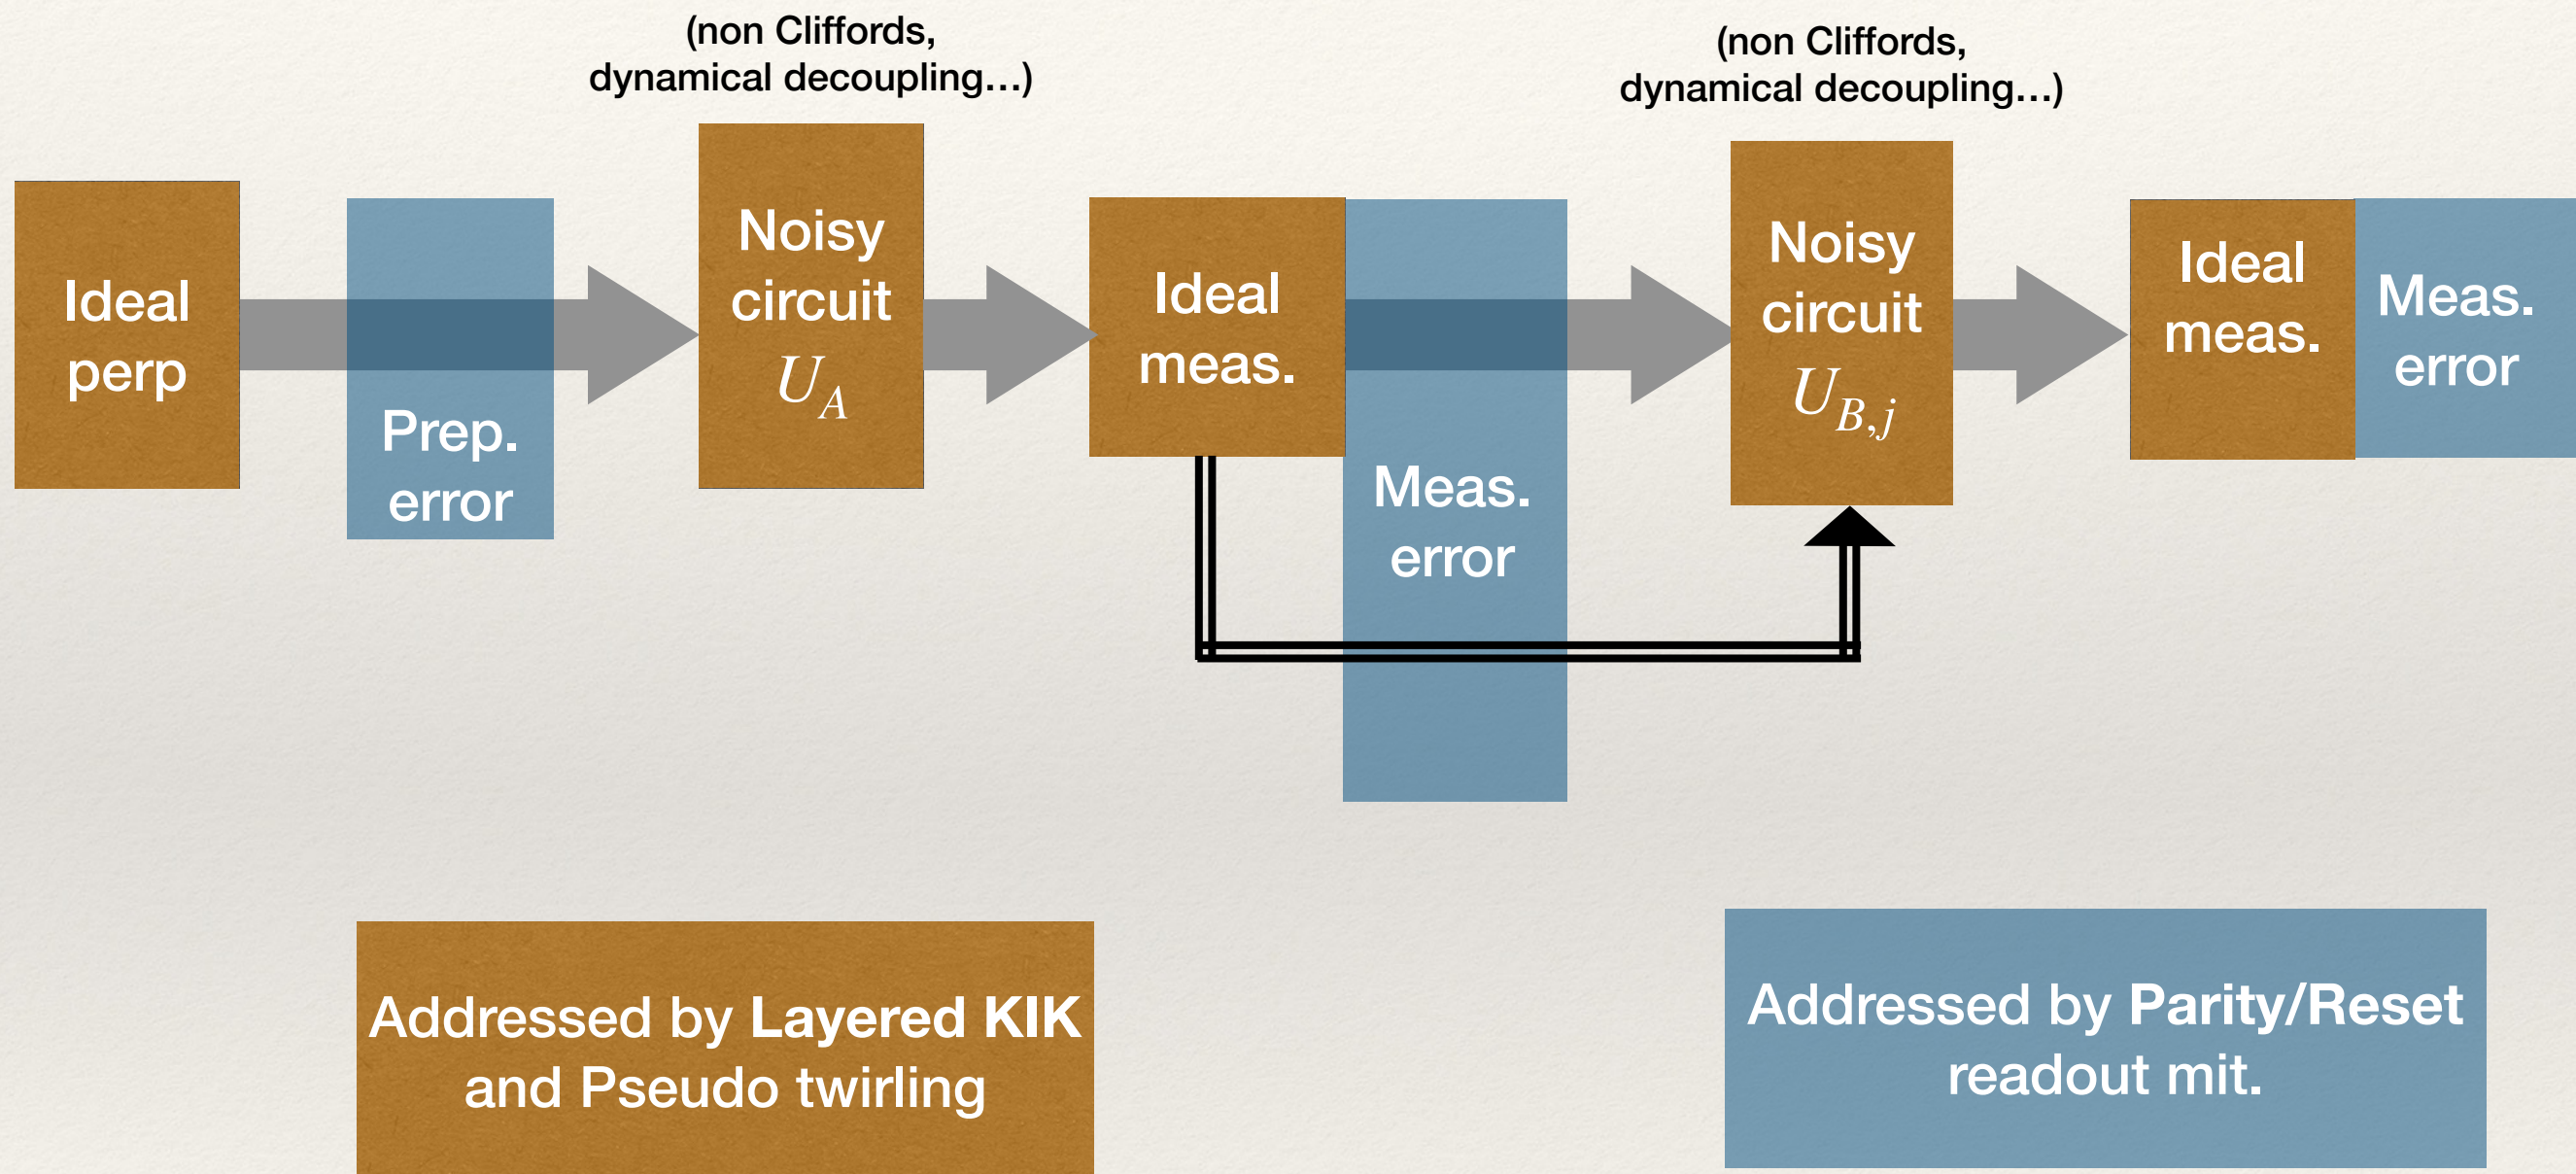 (non Cliffords,
dynamical decoupling…)
(non Cliffords,
dynamical decoupling…)
Ideal
perp
Prep.
error
Noisy
circuit
U_A
Ideal
meas.
Meas.
error
Noisy
circuit
U_{B,j}
Ideal
meas.
Meas.
error
Addressed by Layered KIK
and Pseudo twirling
Addressed by Parity/Reset
readout mit.